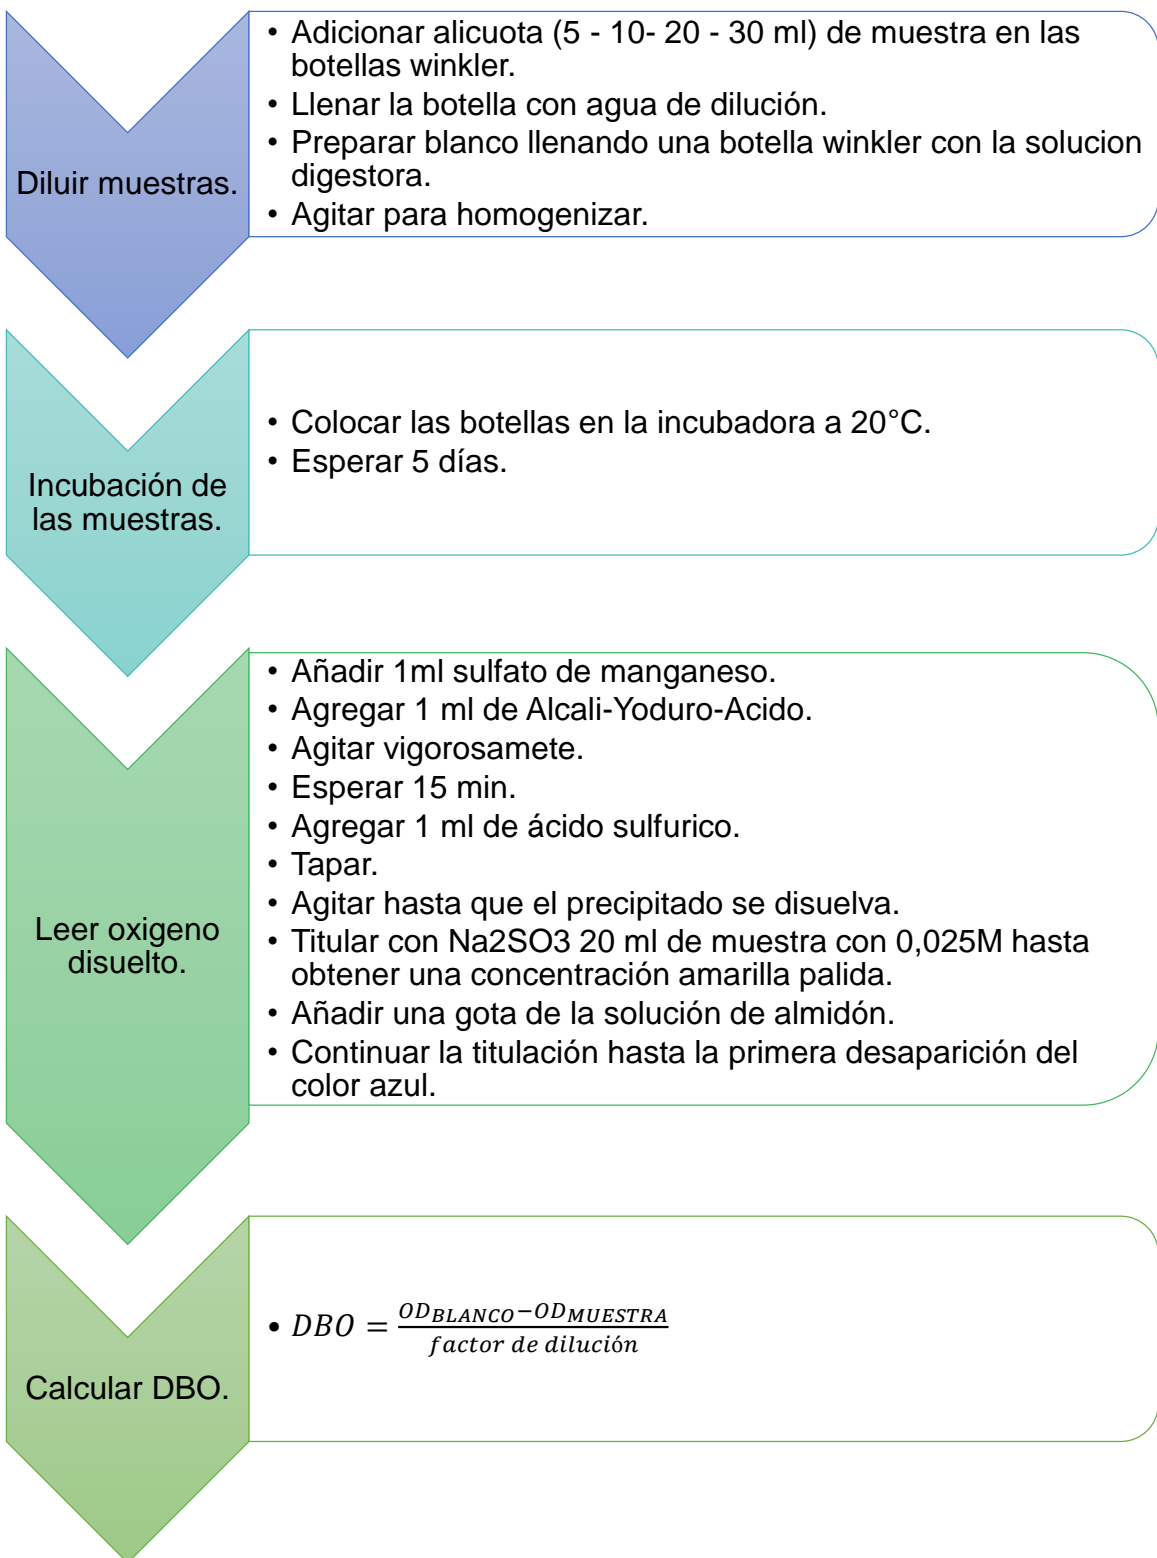 Diluir muestras.
• Adicionar alicuota (5 - 10- 20 - 30 ml) de muestra en las
botellas winkler.
• Llenar la botella con agua de dilución.
• Preparar blanco llenando una botella winkler con la solucion
digestora.
• Agitar para homogenizar.
Incubación de
las muestras.
• Colocar las botellas en la incubadora a 20°C.
• Esperar 5 días.
Leer oxigeno
disuelto.
• Añadir 1ml sulfato de manganeso.
• Agregar 1 ml de Alcali-Yoduro-Acido.
• Agitar vigorosamete.
• Esperar 15 min.
• Agregar 1 ml de ácido sulfurico.
• Tapar.
• Agitar hasta que el precipitado se disuelva.
• Titular con Na2SO3 20 ml de muestra con 0,025M hasta
obtener una concentración amarilla palida.
• Añadir una gota de la solución de almidón.
• Continuar la titulación hasta la primera desaparición del
color azul.
Calcular DBO.
• DBO = (OD_BLANCO−OD_MUESTRA)/(factor de dilución)